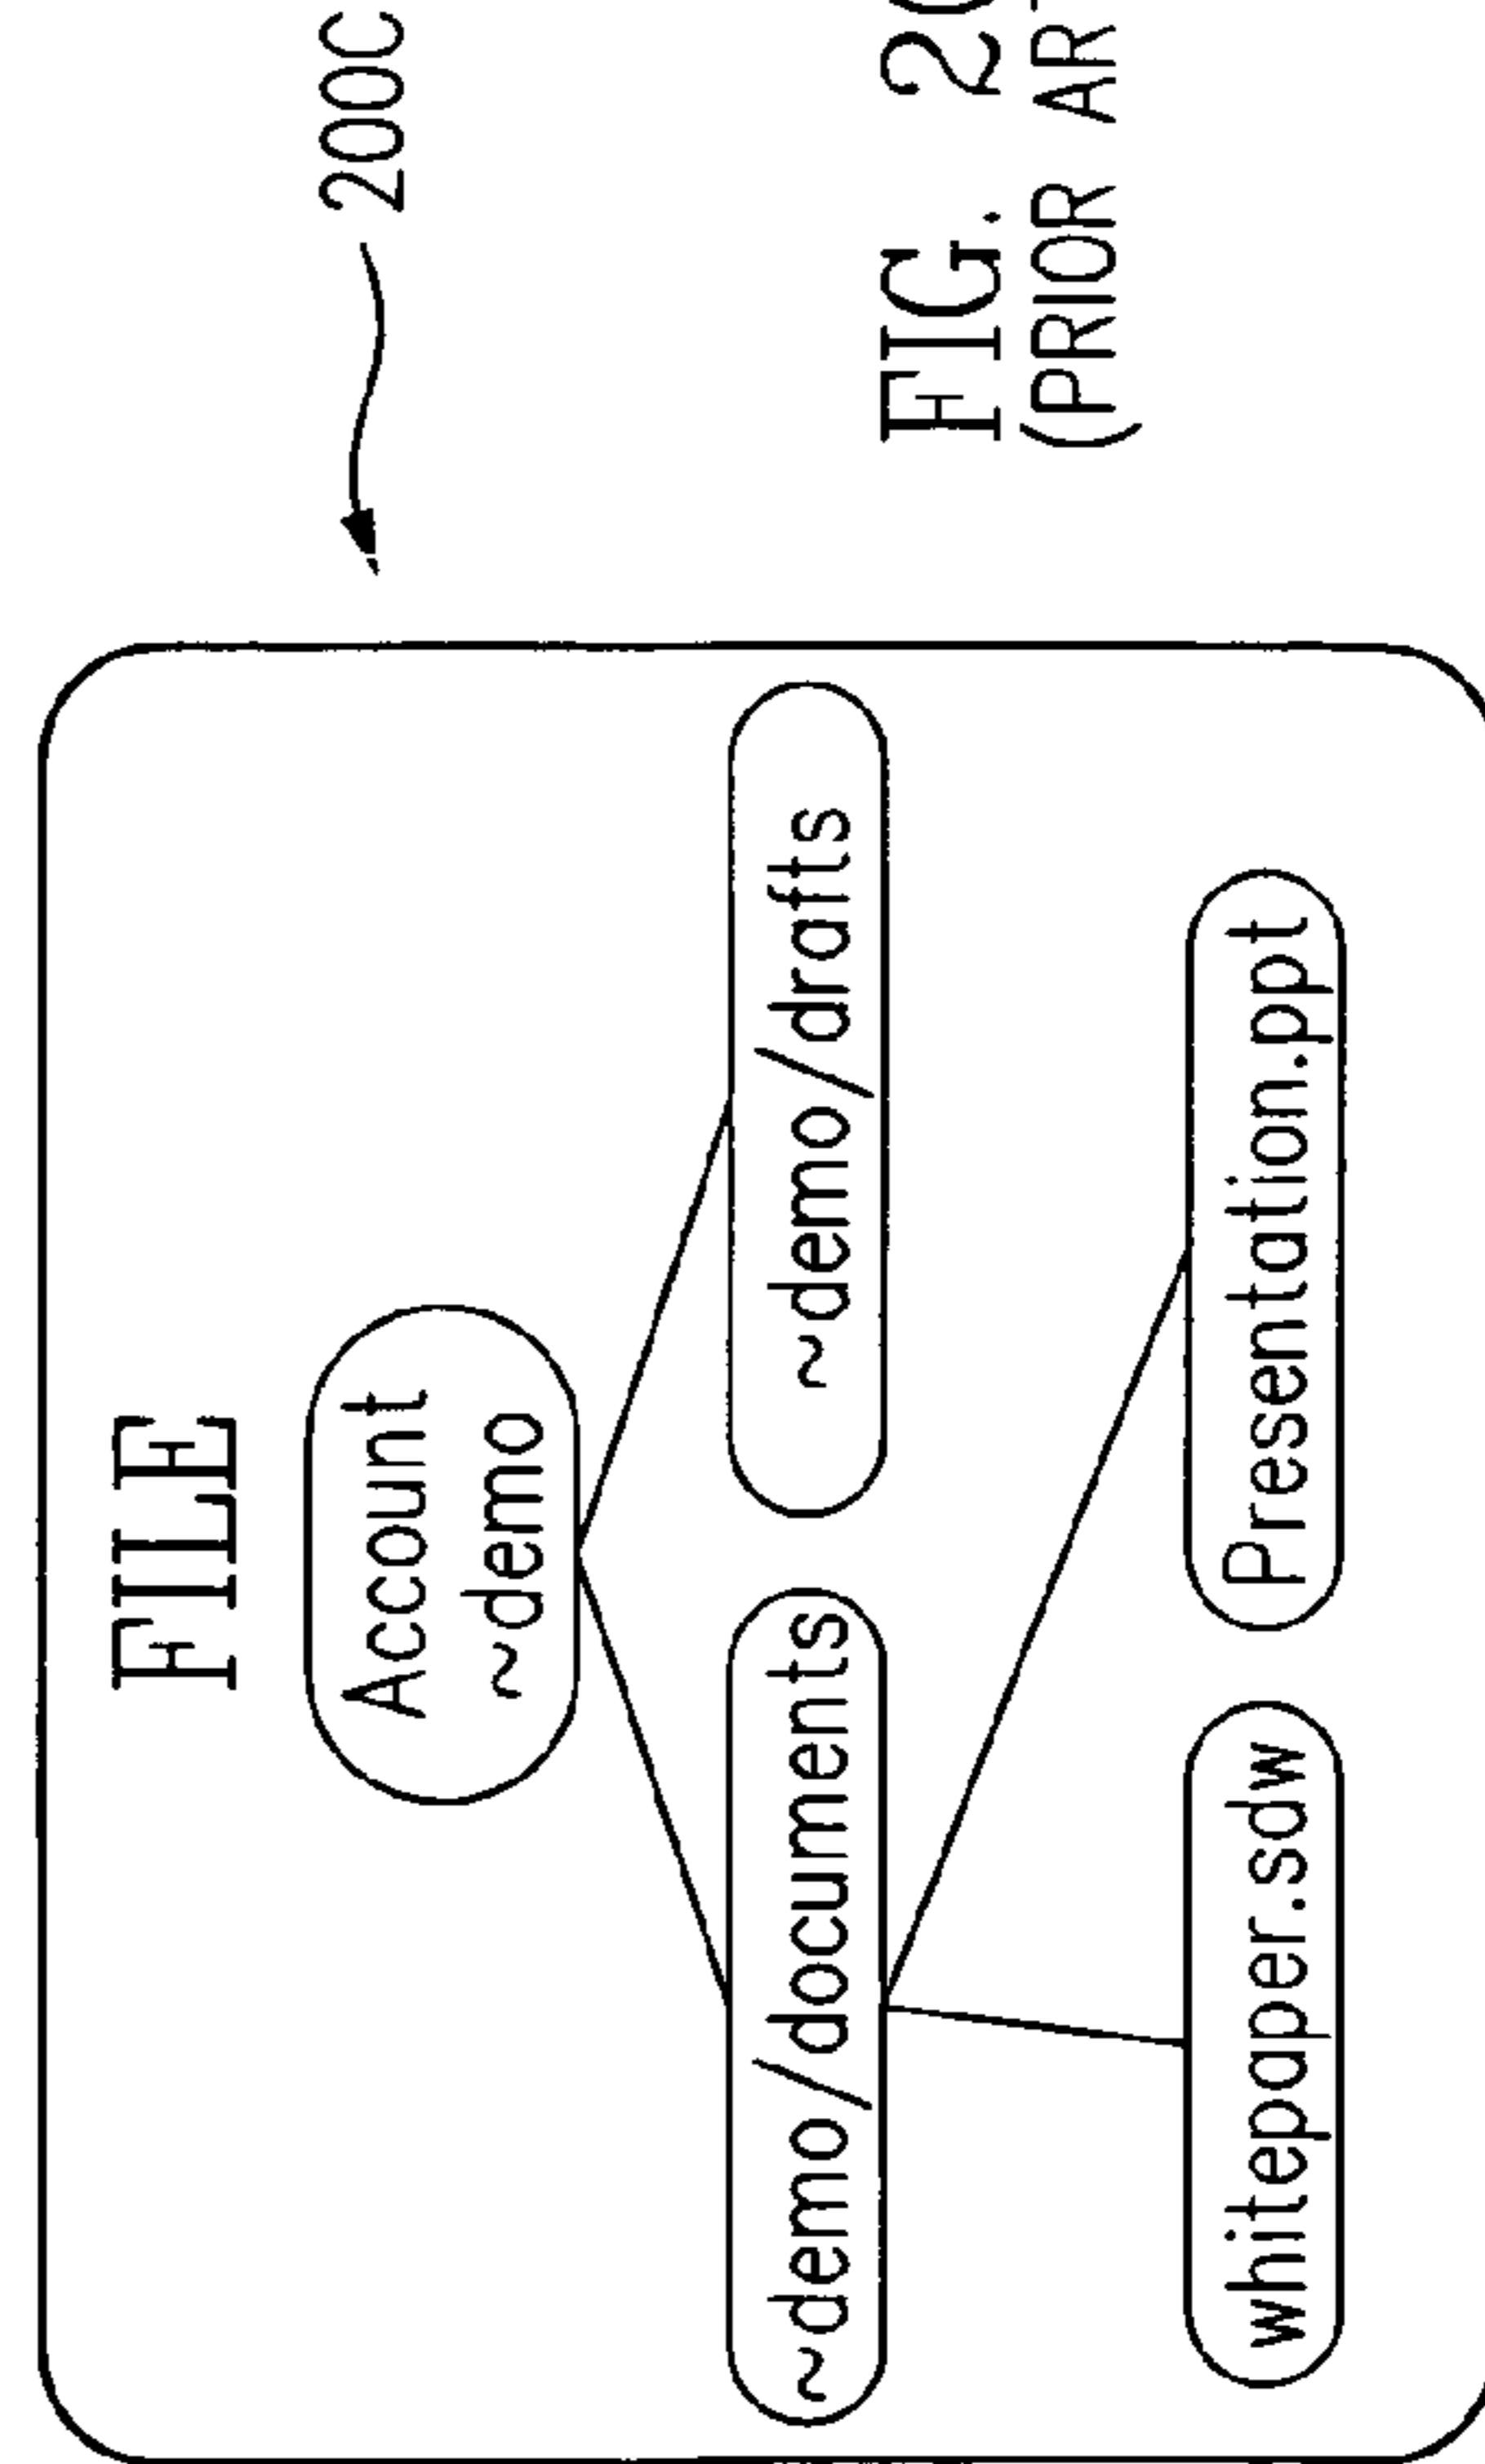 FILE
Account
~demo
~demo/documents
~demo/drafts
whitepaper.sdw
Presentation.ppt
200C
FIG.
(PRIOR